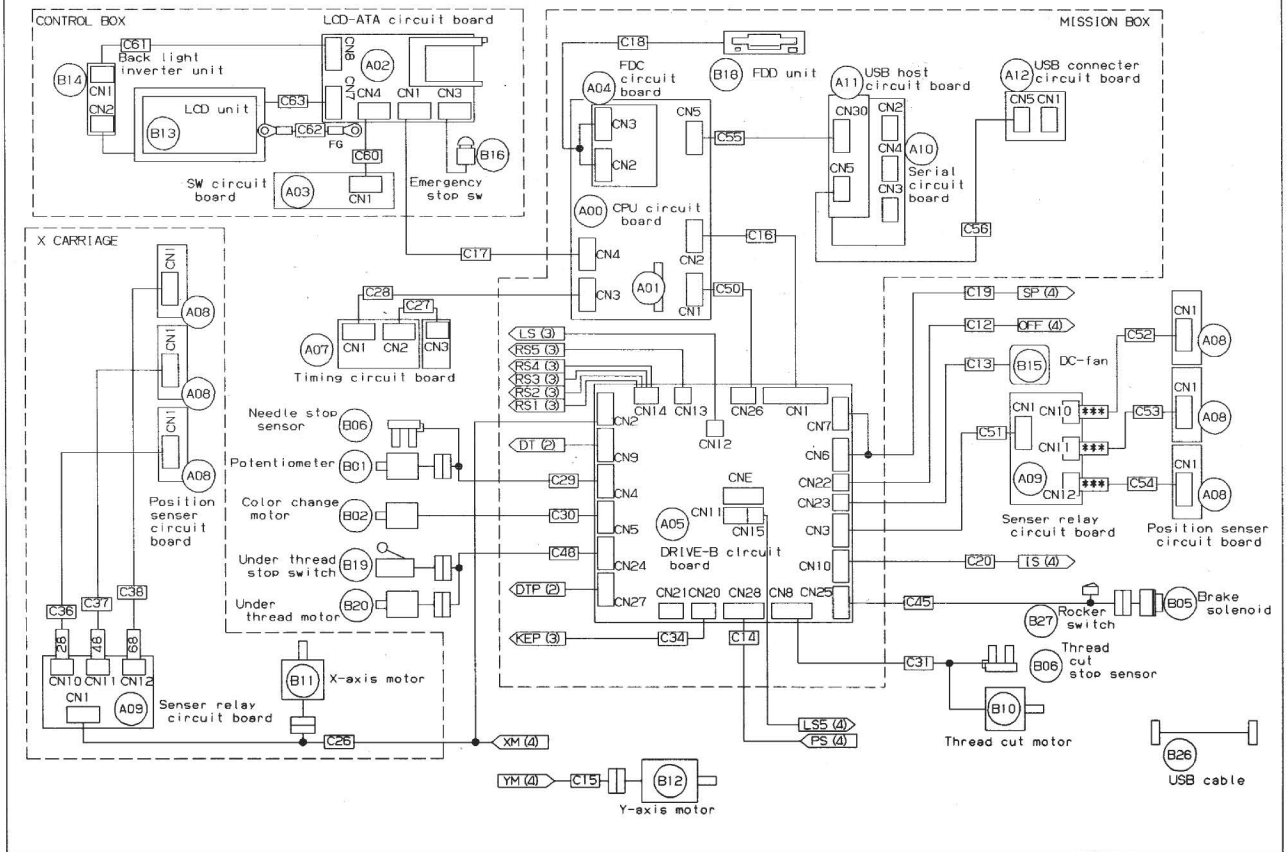 CONTROL BOX
LCD-ATA circuit board
C61
Back light
inverter unit
B14
CN1
CN2
CN8
CN7
A02
CN4
CN1
CN3
LCD unit
B13
C63
C62
FG
C60
B16
Emergency
stop sw
SW circuit
board
A03
CN1
MISSION BOX
C18
B18
FDD unit
FDC
circuit
board
A04
CN3
CN2
CN5
C55
A00
CPU circuit
board
CN4
CN3
CN2
A01
CN1
C16
C50
A11
USB host
circuit board
CN30
CN5
CN2
CN4
CN3
A10
Serial
circuit
board
A12
USB connecter
circuit board
CN5
CN1
C56
C17
X CARRIAGE
CN1
A08
CN1
A08
CN1
A08
Position
senser
circuit
board
C36
C37
C38
28
48
68
CN10
CN11
CN12
CN1
A09
Senser relay
circuit board
B11
X-axis motor
C26
XM (4)
C28
C27
A07
CN1
CN2
CN3
Timing circuit board
LS (3)
RS5 (3)
RS4 (3)
RS3 (3)
RS2 (3)
RS1 (3)
Needle stop
sensor
B06
Potentiometer
B01
C29
Color change
motor
B02
C30
Under thread
stop switch
B19
C48
Under
thread motor
B20
DT (2)
DTP (2)
KEP (3)
C34
C14
CN2
CN14
CN13
CN26
CN1
CN12
CN7
CN9
CN6
CN4
CNE
CN22
CN23
CN5
CN11
CN15
CN3
A05
DRIVE-B circuit
board
CN24
CN10
CN27
CN21
CN20
CN28
CN8
CN25
C19
SP (4)
C12
OFF (4)
C13
B15
DC-fan
C51
CN1
CN10
***
C52
CN11
***
C53
CN12
***
C54
A09
Senser relay
circuit board
CN1
A08
CN1
A08
CN1
A08
Position senser
circuit board
C20
IS (4)
C45
B27
Rocker
switch
B05
Brake
solenoid
C31
B06
Thread
cut
stop sensor
B10
Thread cut motor
LS5 (4)
PS (4)
YM (4)
C15
B12
Y-axis motor
B26
USB cable